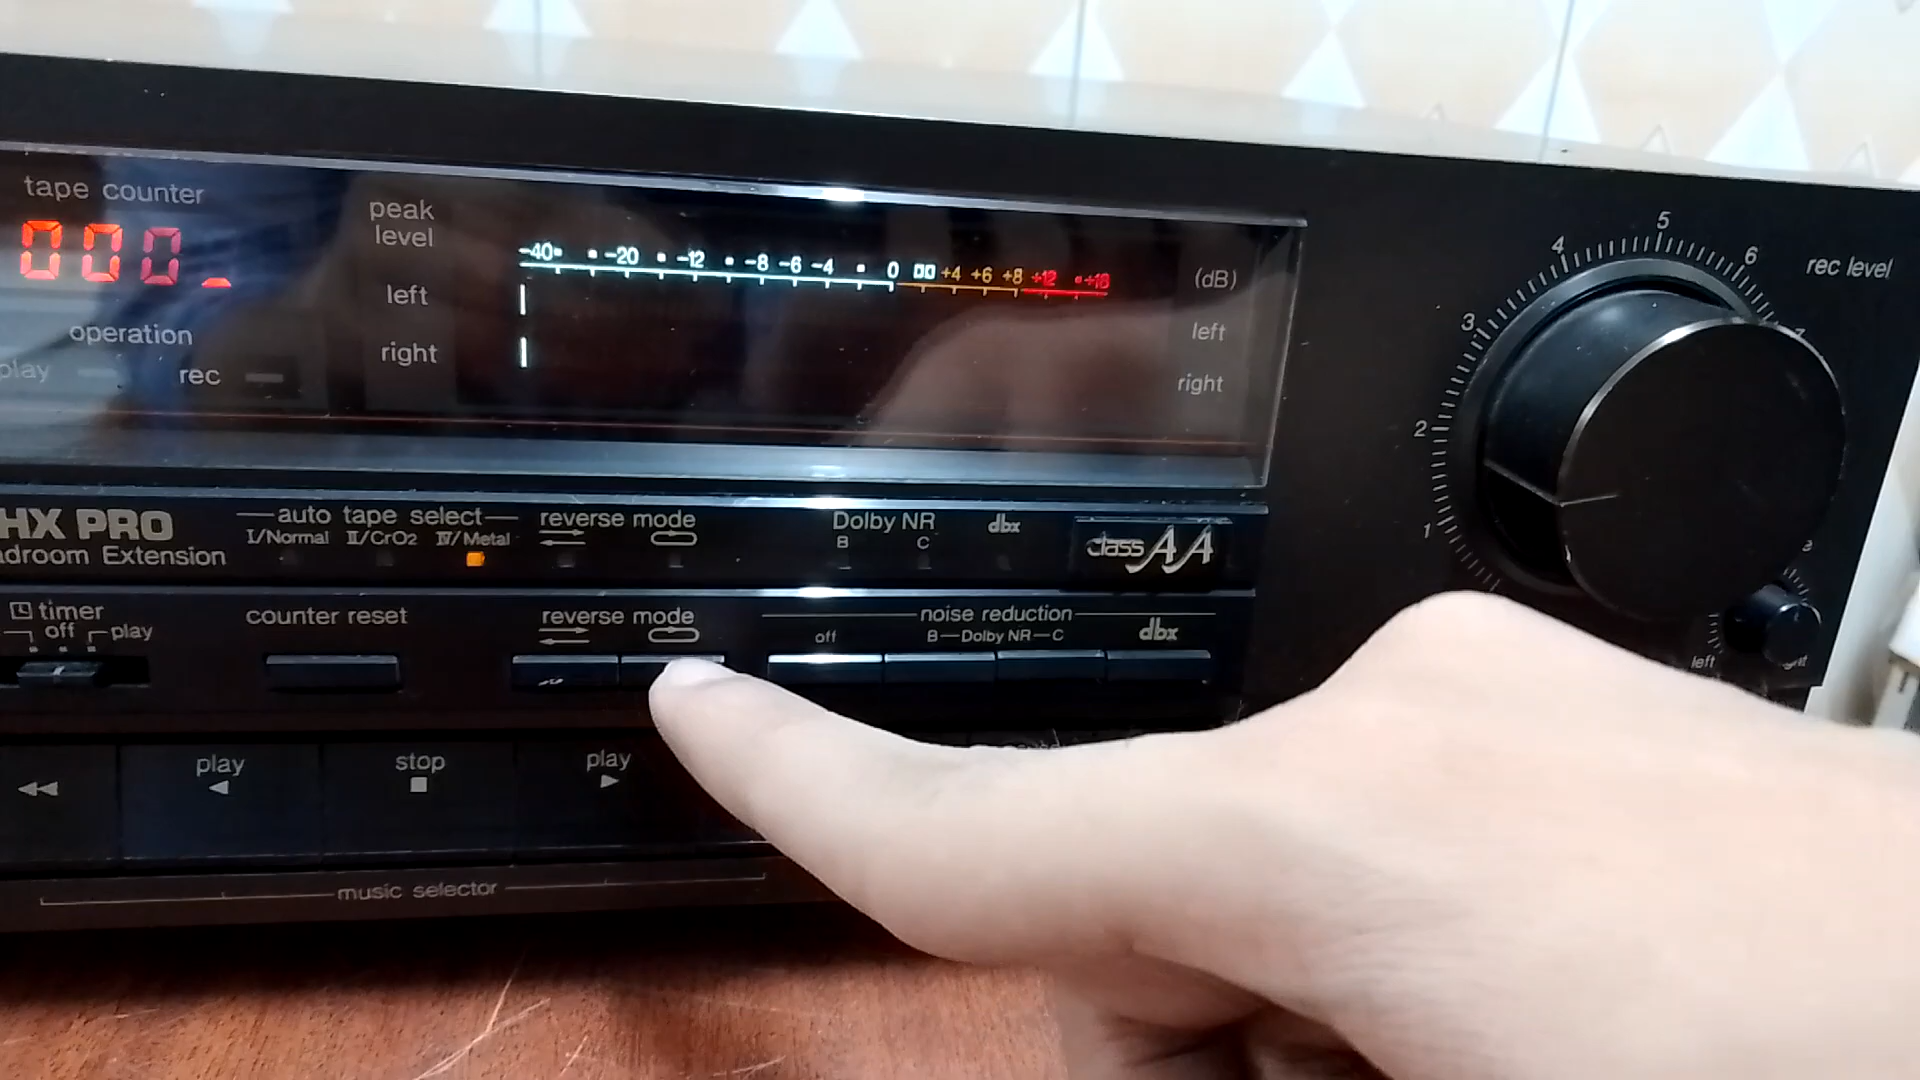 tape counter
000
peak
level
-40 -20 -12 -8 -6 -4 0 +4 +6 +8 +12 +18
(dB)
left
left
right
right
operation
play
rec
4 5 6
3
2
1
rec level
HX PRO
adroom Extension
auto tape select
I/Normal II/CrO2 IV/Metal
reverse mode
Dolby NR
B C
dbx
class AA
timer
off play
counter reset
reverse mode
noise reduction
off
B—Dolby NR—C
dbx
left
play
stop
play
music selector